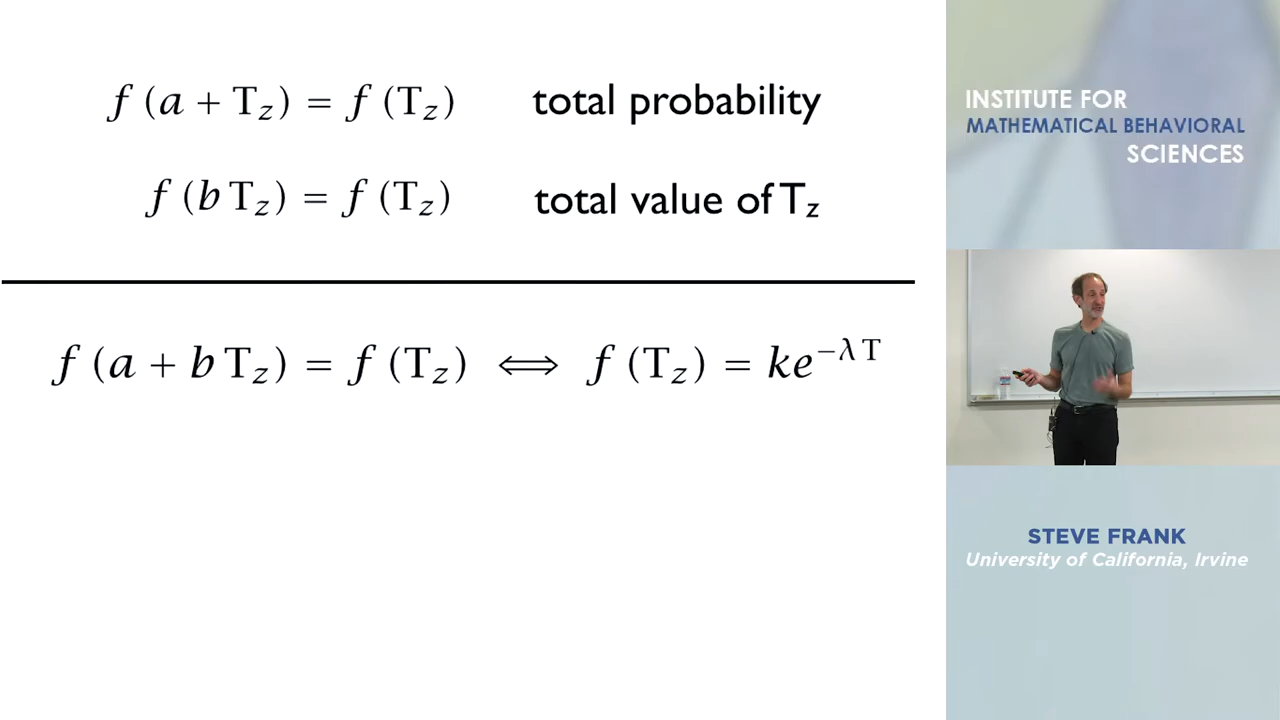 f (a + T_z) = f (T_z) total probability
f (b T_z) = f (T_z) total value of T_z
f (a + b T_z) = f (T_z) ⟺ f (T_z) = ke^{−λ T}
INSTITUTE FOR
MATHEMATICAL BEHAVIORAL
SCIENCES
STEVE FRANK
University of California, Irvine